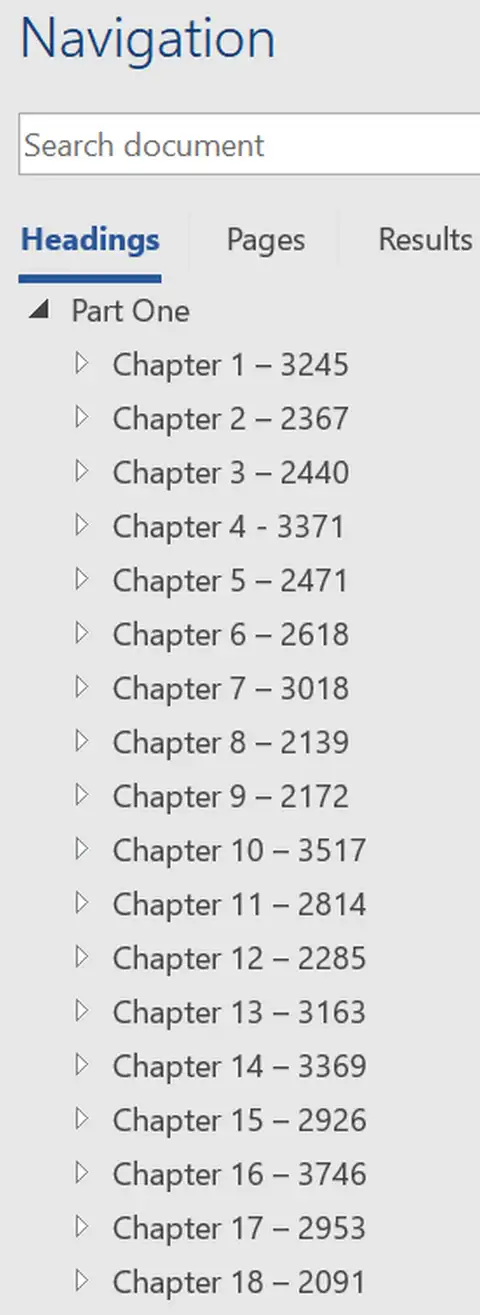 Navigation
Search document
Headings Pages Results
Part One
Chapter 1 – 3245
Chapter 2 – 2367
Chapter 3 – 2440
Chapter 4 - 3371
Chapter 5 – 2471
Chapter 6 – 2618
Chapter 7 – 3018
Chapter 8 – 2139
Chapter 9 – 2172
Chapter 10 – 3517
Chapter 11 – 2814
Chapter 12 – 2285
Chapter 13 – 3163
Chapter 14 – 3369
Chapter 15 – 2926
Chapter 16 – 3746
Chapter 17 – 2953
Chapter 18 – 2091